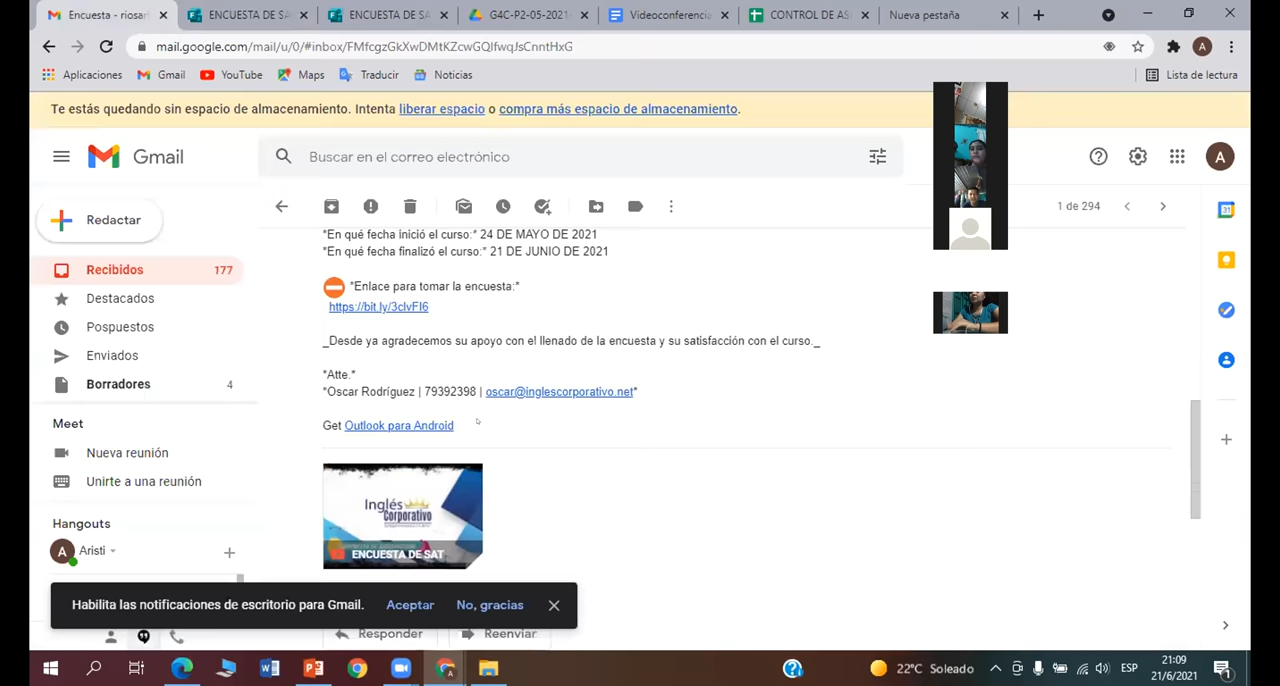 Encuesta - riosarl
ENCUESTA DE SA
ENCUESTA DE SA
G4C-P2-05-2021
Videoconferencia
CONTROL DE AS
Nueva pestaña
mail.google.com/mail/u/0/#inbox/FMfcgzGkXwDMtKZcwGQlfwqJsCnntHxG
A
Aplicaciones
Gmail
YouTube
Maps
Traducir
Noticias
Lista de lectura
Te estás quedando sin espacio de almacenamiento. Intenta liberar espacio o compra más espacio de almacenamiento.
Gmail
Buscar en el correo electrónico
A
Redactar
1 de 294
*En qué fecha inició el curso:* 24 DE MAYO DE 2021
*En qué fecha finalizó el curso:* 21 DE JUNIO DE 2021
Recibidos 177
Destacados
Pospuestos
Enviados
Borradores 4
*Enlace para tomar la encuesta:*
https://bit.ly/3clvFI6
_Desde ya agradecemos su apoyo con el llenado de la encuesta y su satisfacción con el curso._
*Atte.*
*Oscar Rodríguez | 79392398 | oscar@inglescorporativo.net*
Get Outlook para Android
Meet
Nueva reunión
Unirte a una reunión
Hangouts
A Aristi
Inglés
Corporativo
ENCUESTA DE SAT
Habilita las notificaciones de escritorio para Gmail. Aceptar No, gracias
Responder
Reenviar
22°C Soleado
ESP
21:09
21/6/2021
1